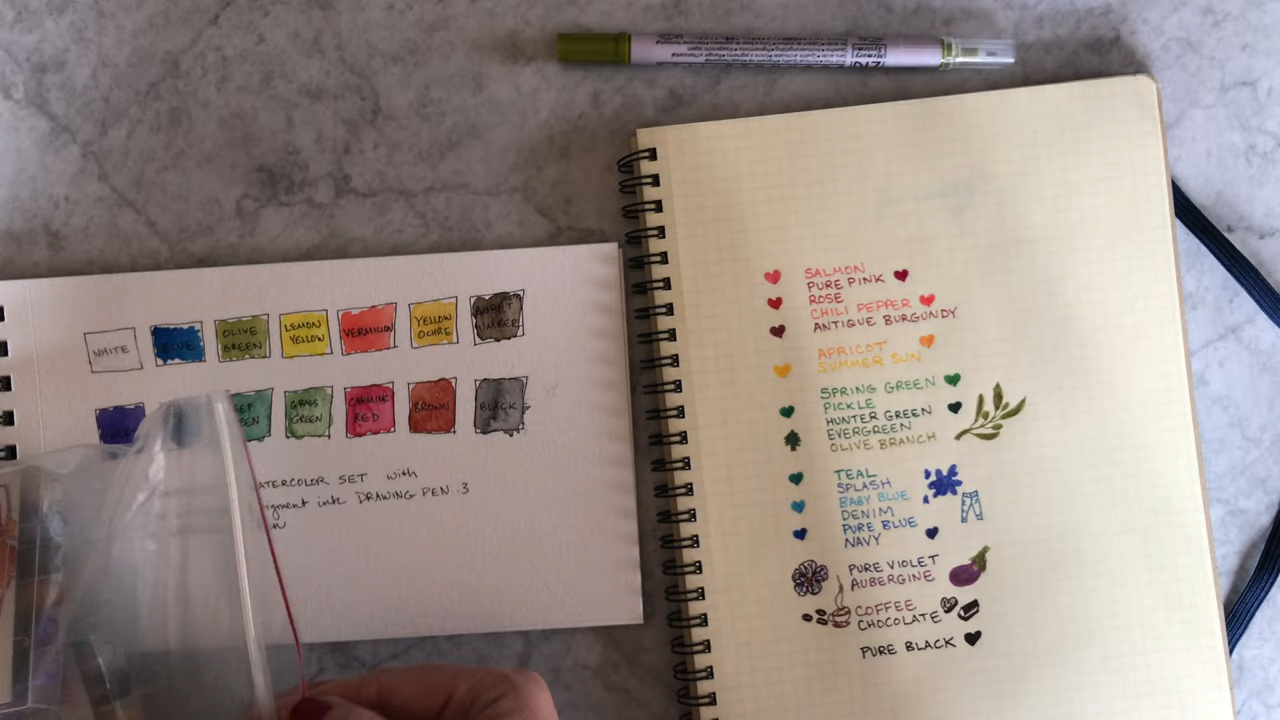 ZIG
Memory
Systems
WHITE
BLUE
OLIVE
GREEN
LEMON
YELLOW
VERMILION
YELLOW
OCHRE
BURNT
UMBER
GRASS
GREEN
CARMINE
RED
BROWN
BLACK
SET with
ink DRAWING PEN .3
SALMON
PURE PINK
ROSE
CHILI PEPPER
ANTIQUE BURGUNDY
APRICOT
SUMMER SUN
SPRING GREEN
PICKLE
HUNTER GREEN
EVERGREEN
OLIVE BRANCH
TEAL
SPLASH
BABY BLUE
DENIM
PURE BLUE
NAVY
PURE VIOLET
AUBERGINE
COFFEE
CHOCOLATE
PURE BLACK